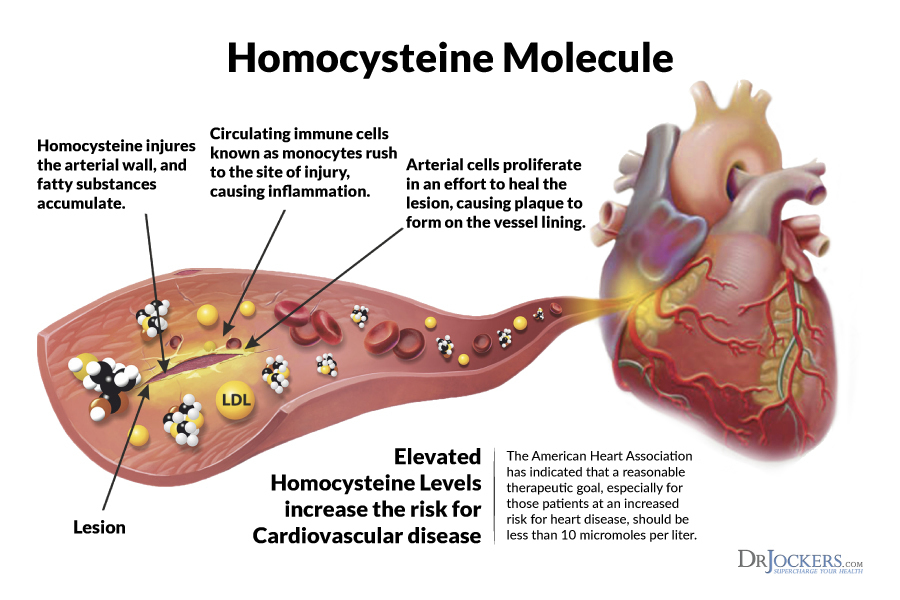 Homocysteine Molecule
Homocysteine injures
the arterial wall, and
fatty substances
accumulate.
Circulating immune cells
known as monocytes rush
to the site of injury,
causing inflammation.
Arterial cells proliferate
in an effort to heal the
lesion, causing plaque to
form on the vessel lining.
LDL
Lesion
Elevated
Homocysteine Levels
increase the risk for
Cardiovascular disease
The American Heart Association
has indicated that a reasonable
therapeutic goal, especially for
those patients at an increased
risk for heart disease, should be
less than 10 micromoles per liter.
DRJOCKERS.COM
SUPERCHARGE YOUR HEALTH